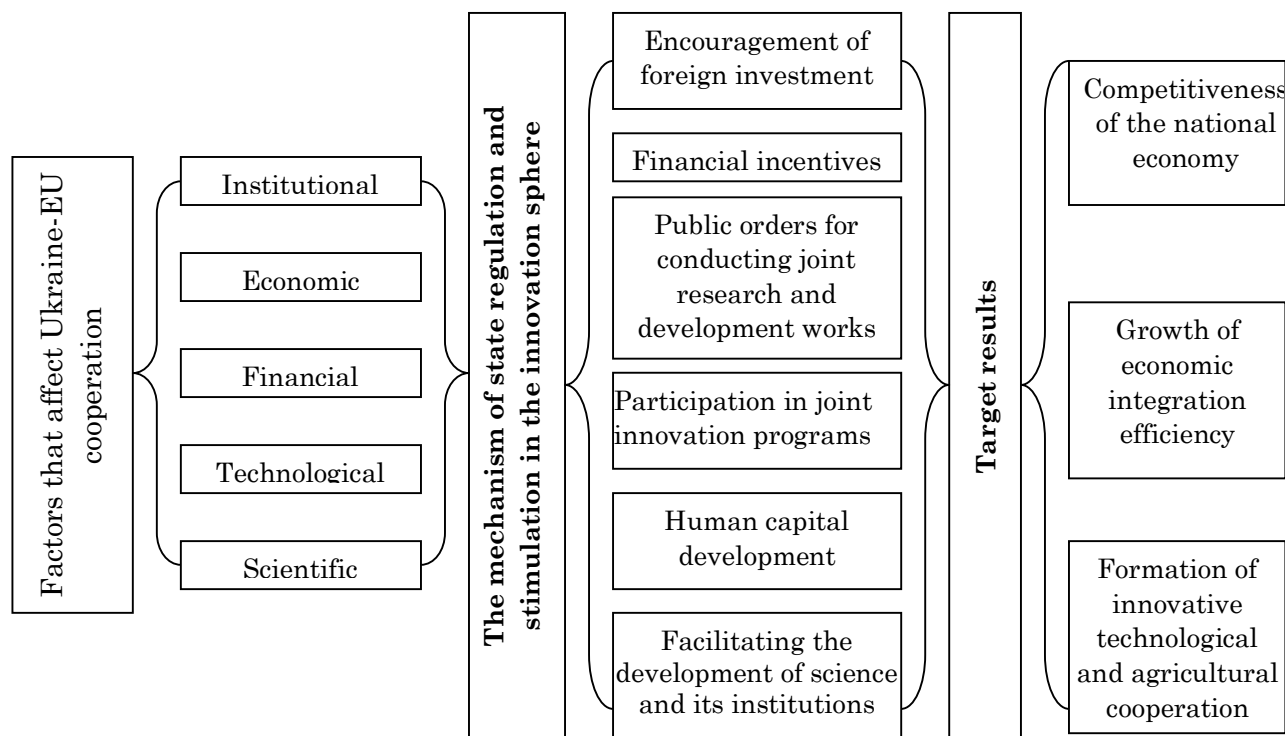 Factors that affect Ukraine-EU
cooperation
Institutional
Economic
Financial
Technological
Scientific
The mechanism of state regulation and
stimulation in the innovation sphere
Encouragement of
foreign investment
Financial incentives
Public orders for
conducting joint
research and
development works
Participation in joint
innovation programs
Human capital
development
Facilitating the
development of science
and its institutions
Target results
Competitiveness
of the national
economy
Growth of
economic
integration
efficiency
Formation of
innovative
technological
and agricultural
cooperation